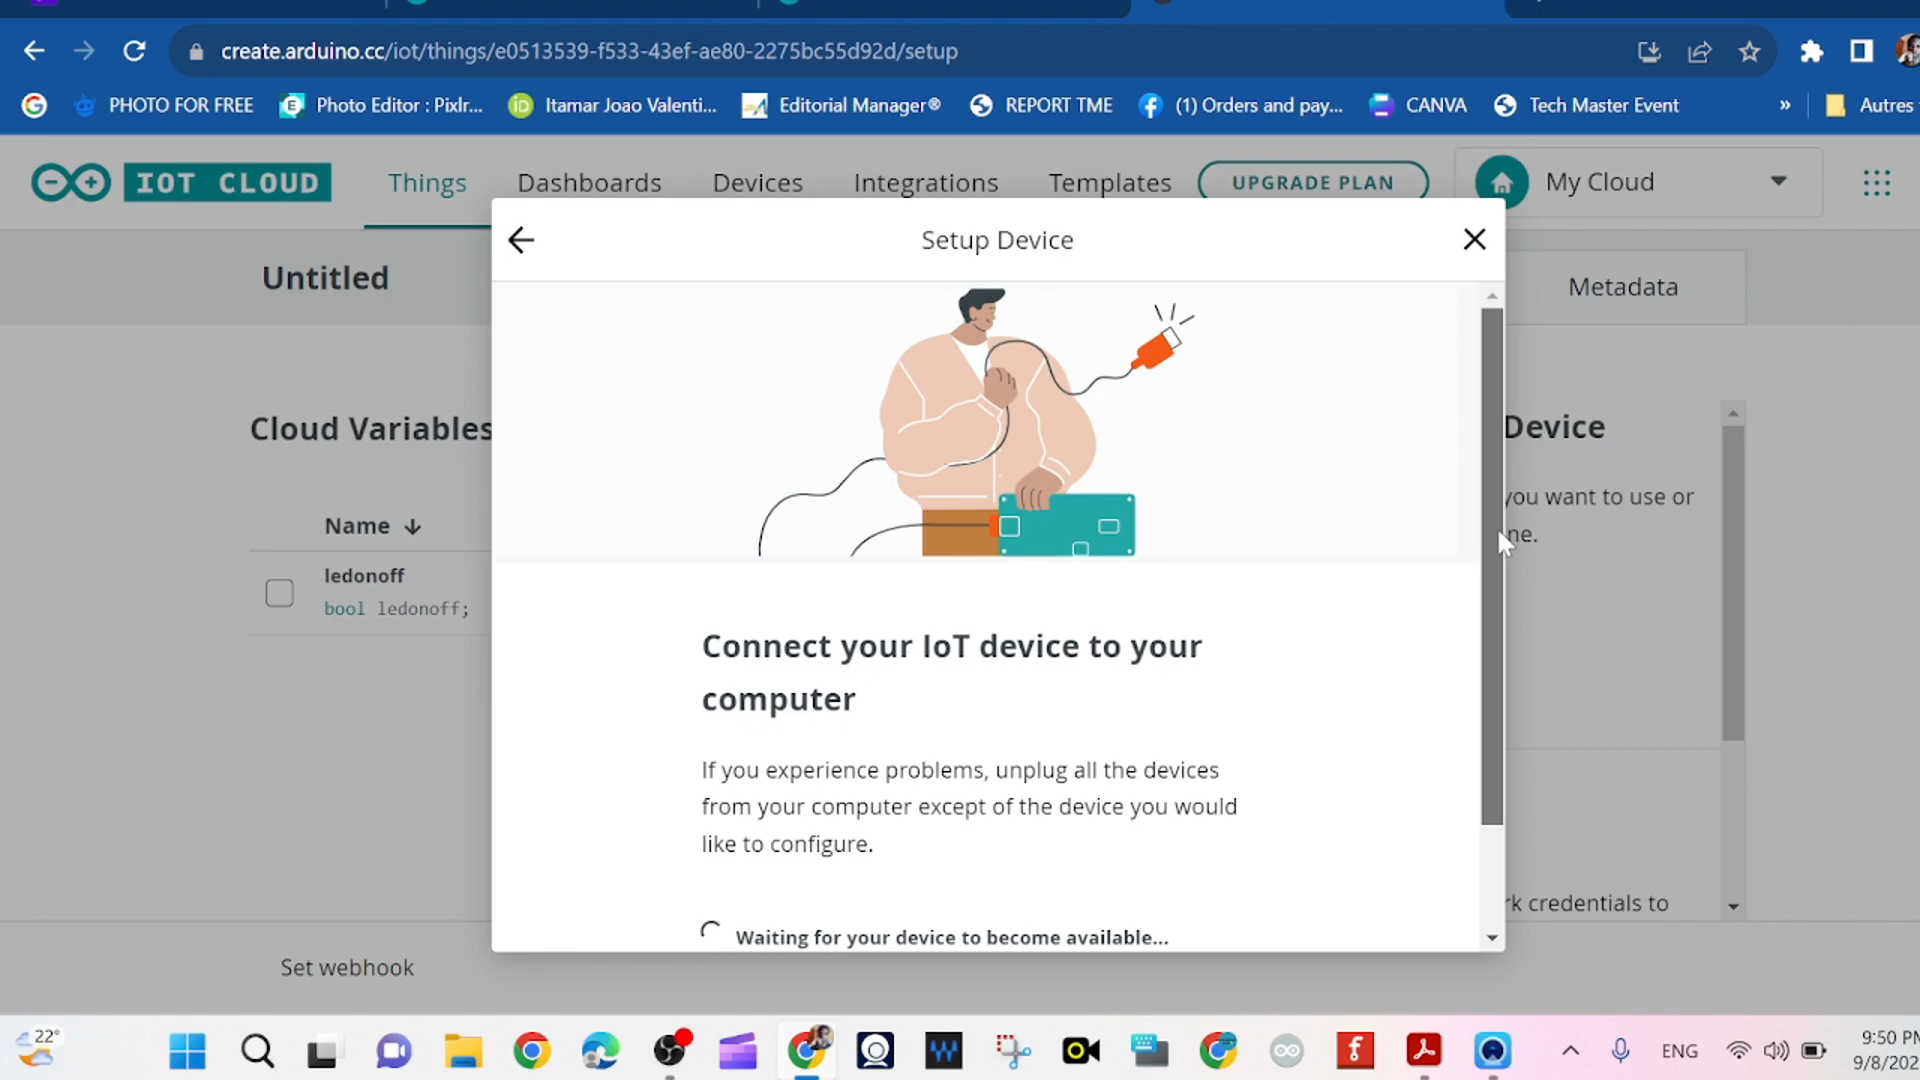 create.arduino.cc/iot/things/e0513539-f533-43ef-ae80-2275bc55d92d/setup
PHOTO FOR FREE Photo Editor : Pixlr... Itamar Joao Valenti... Editorial Manager® REPORT TME (1) Orders and pay... CANVA Tech Master Event » Autres
IOT CLOUD Things Dashboards Devices Integrations Templates UPGRADE PLAN My Cloud
Setup Device
Untitled
Metadata
Cloud Variables
Device
you want to use or
ne.
Name
ledonoff
bool ledonoff;
Connect your IoT device to your
computer
If you experience problems, unplug all the devices
from your computer except of the device you would
like to configure.
rk credentials to
Waiting for your device to become available...
Set webhook
22°
ENG
9:50 PM
9/8/202